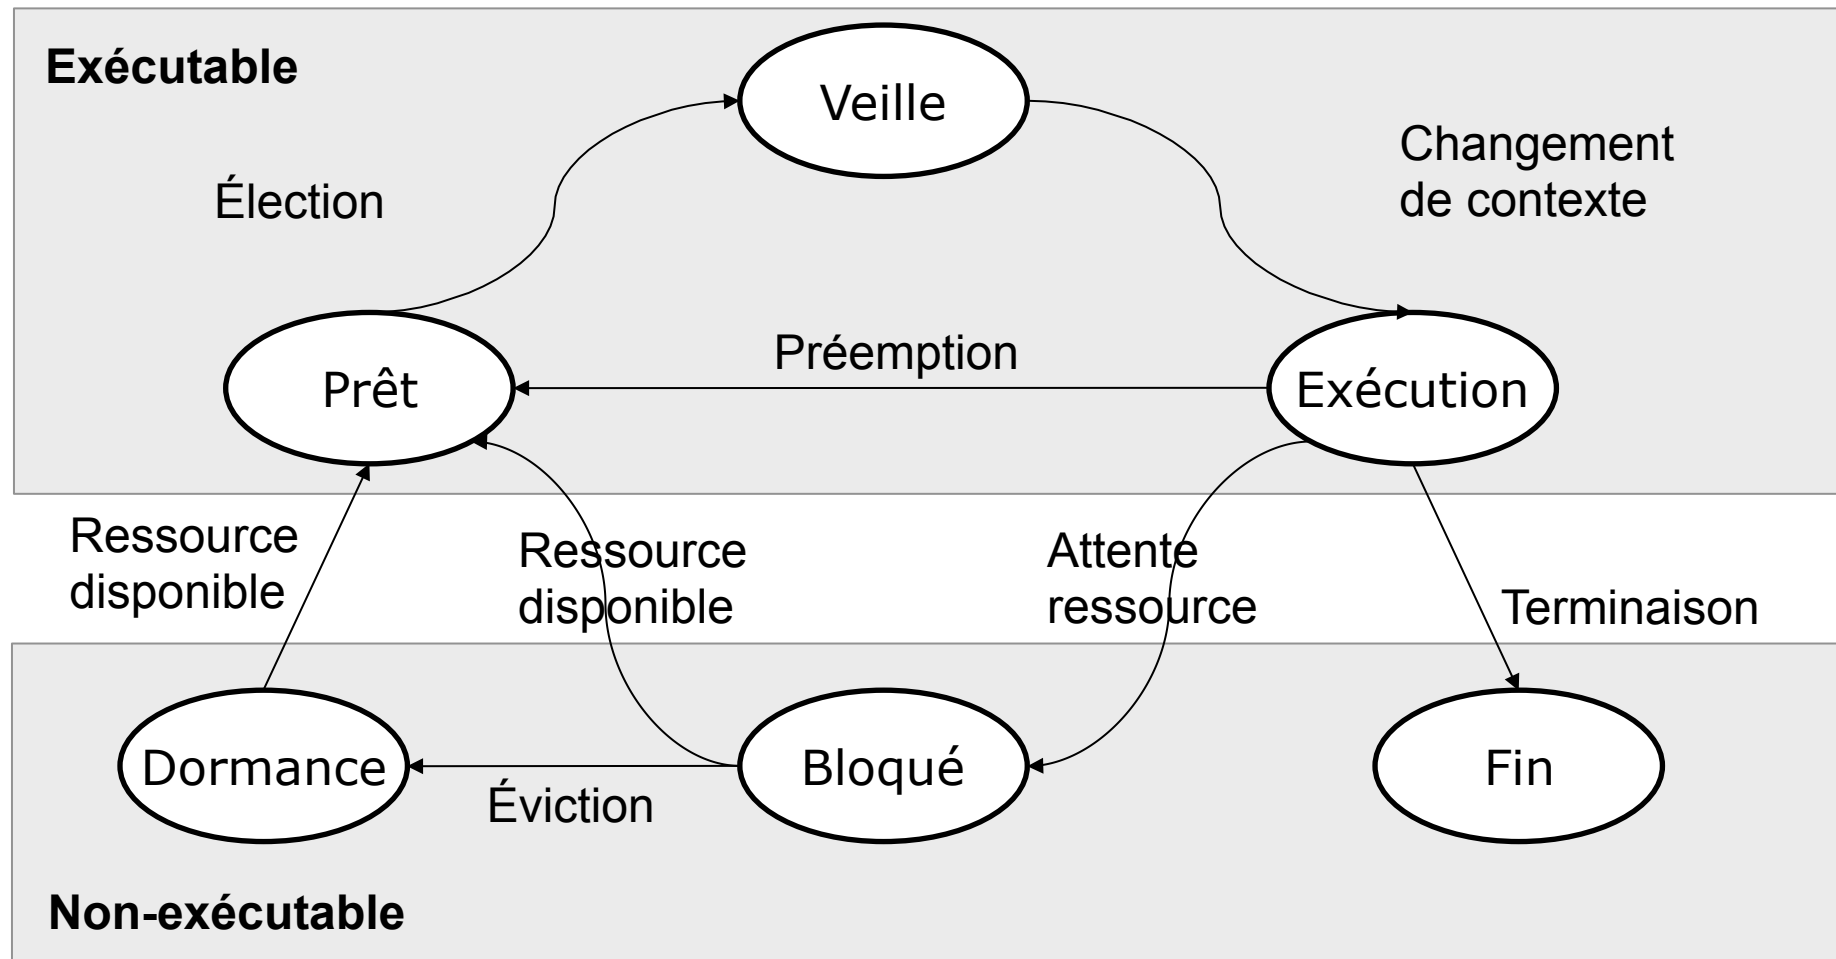 Exécutable
Veille
Changement
de contexte
Élection
Préemption
Prêt
Exécution
Ressource
disponible
Ressource
disponible
Attente
ressource
Terminaison
Dormance
Bloqué
Fin
Éviction
Non-exécutable